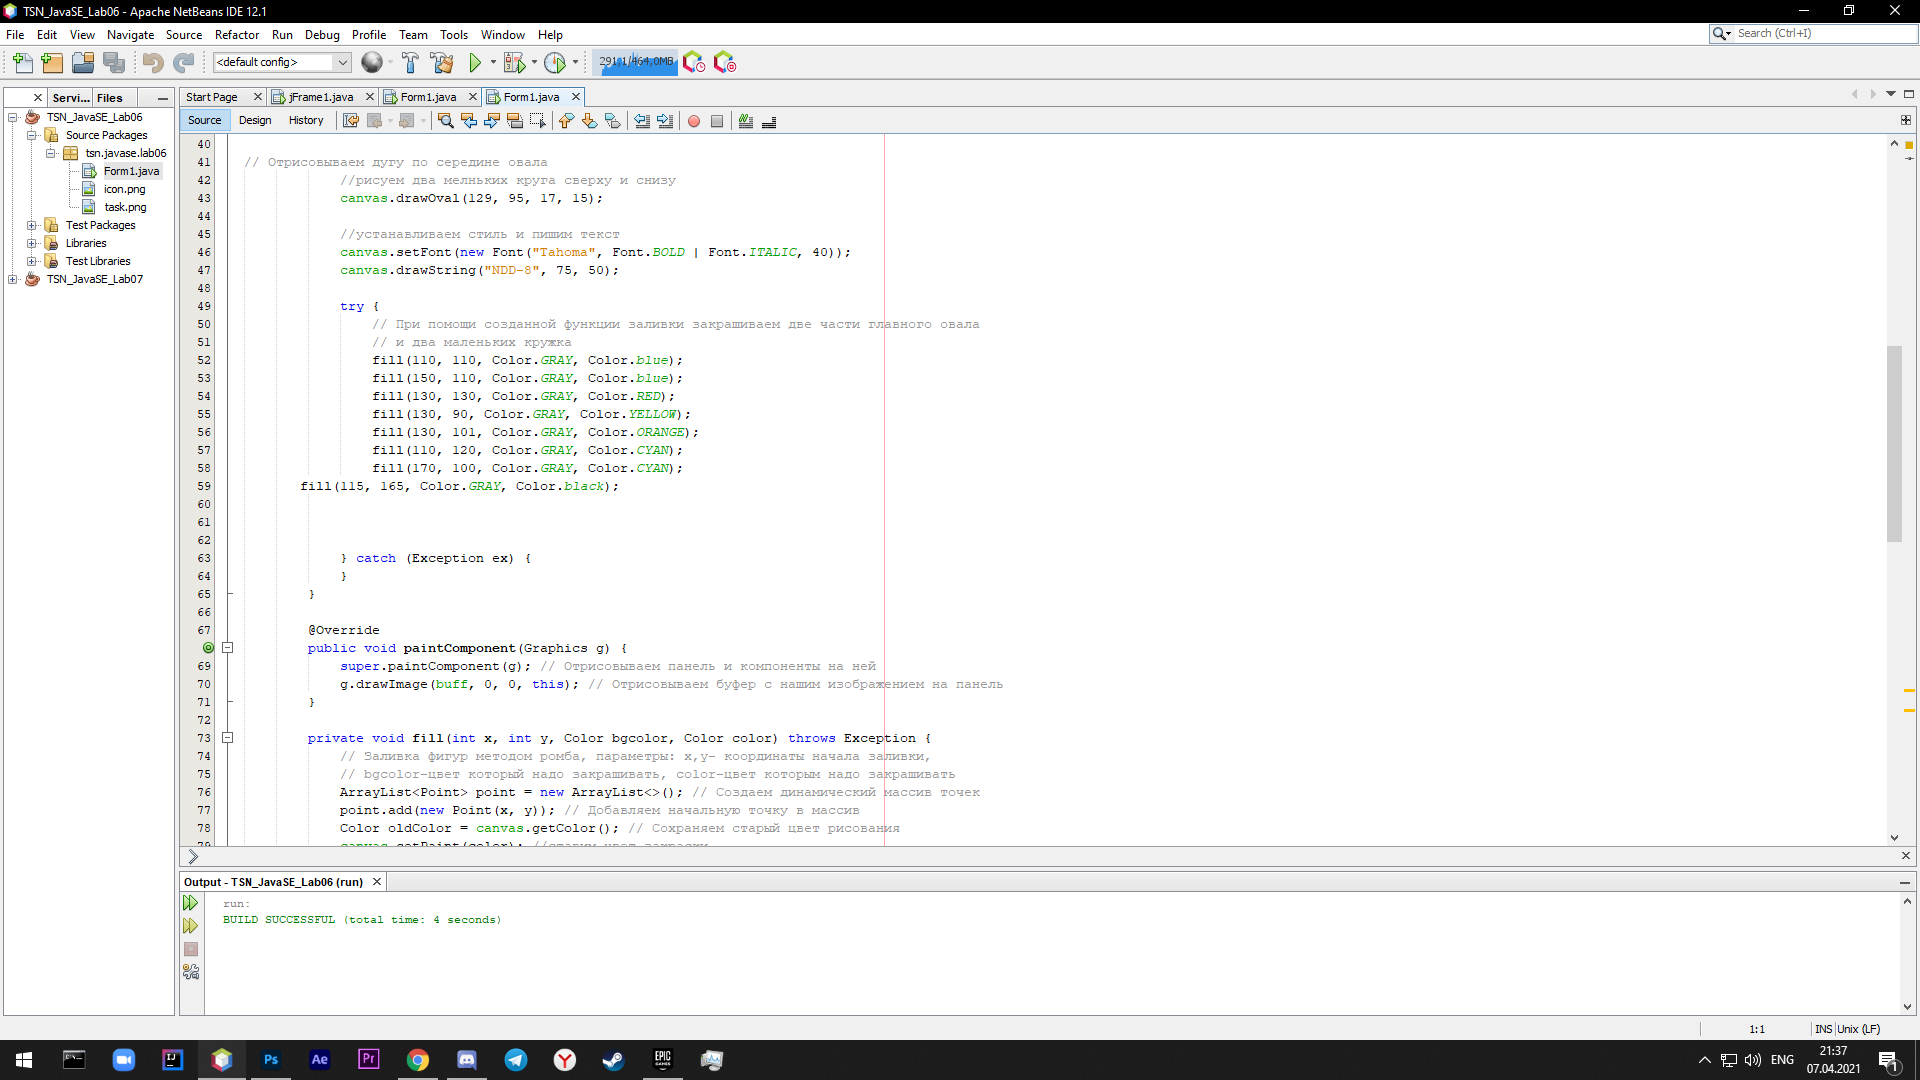 TSN_JavaSE_Lab06 - Apache NetBeans IDE 12.1
File Edit View Navigate Source Refactor Run Debug Profile Team Tools Window Help
Search (Ctrl+I)
<default config>
291,1/464,0MB
Servi... Files
Start Page jFrame1.java Form1.java Form1.java
Source Design History
TSN_JavaSE_Lab06
Source Packages
tsn.javase.lab06
Form1.java
icon.png
task.png
Test Packages
Libraries
Test Libraries
TSN_JavaSE_Lab07
40
41 // Отрисовываем дугу по середине овала
42 //рисуем два мелньких круга сверху и снизу
43 canvas.drawOval(129, 95, 17, 15);
44
45 //устанавливаем стиль и пишим текст
46 canvas.setFont(new Font("Tahoma", Font.BOLD | Font.ITALIC, 40));
47 canvas.drawString("NDD-8", 75, 50);
48
49 try {
50 // При помощи созданной функции заливки закрашиваем две части главного овала
51 // и два маленьких кружка
52 fill(110, 110, Color.GRAY, Color.blue);
53 fill(150, 110, Color.GRAY, Color.blue);
54 fill(130, 130, Color.GRAY, Color.RED);
55 fill(130, 90, Color.GRAY, Color.YELLOW);
56 fill(130, 101, Color.GRAY, Color.ORANGE);
57 fill(110, 120, Color.GRAY, Color.CYAN);
58 fill(170, 100, Color.GRAY, Color.CYAN);
59 fill(115, 165, Color.GRAY, Color.black);
60
61
62
63 } catch (Exception ex) {
64 }
65 }
66
67 @Override
public void paintComponent(Graphics g) {
69 super.paintComponent(g); // Отрисовываем панель и компоненты на ней
70 g.drawImage(buff, 0, 0, this); // Отрисовываем буфер с нашим изображением на панель
71 }
72
73 private void fill(int x, int y, Color bgcolor, Color color) throws Exception {
74 // Заливка фигур методом ромба, параметры: x,y- координаты начала заливки,
75 // bgcolor-цвет который надо закрашивать, color-цвет которым надо закрашивать
76 ArrayList<Point> point = new ArrayList<>(); // Создаем динамический массив точек
77 point.add(new Point(x, y)); // Добавляем начальную точку в массив
78 Color oldColor = canvas.getColor(); // Сохраняем старый цвет рисования
79 canvas.setPaint(color); //ставим цвет закраски
Output - TSN_JavaSE_Lab06 (run)
run:
BUILD SUCCESSFUL (total time: 4 seconds)
1:1 INS Unix (LF)
Ps Ae Pr
EPIC GAMES
ENG
21:37
07.04.2021
1